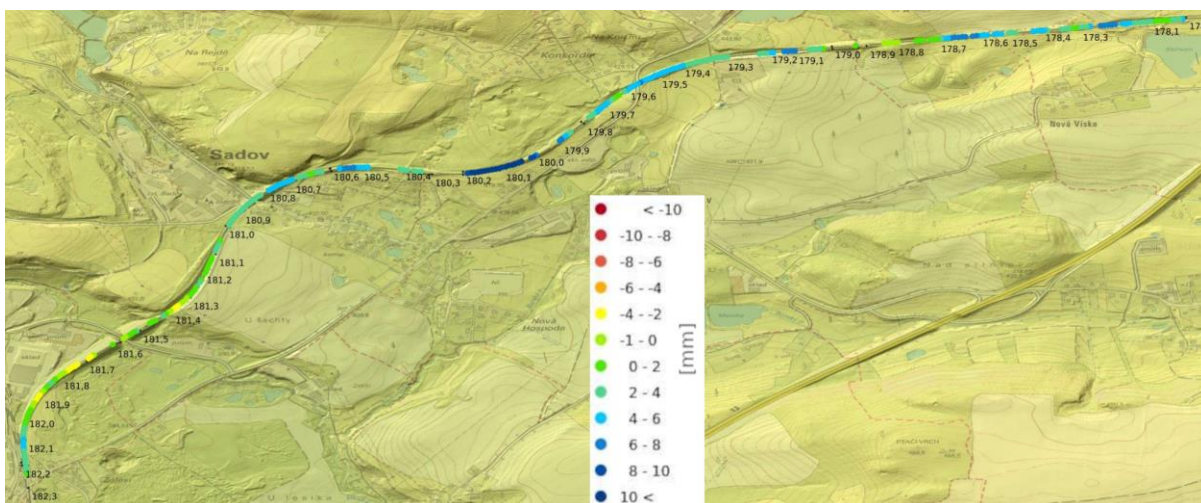 Na Rejdě
Na Kopciu
Konkordie
Sadov
Nová Víska
Nová
Hospoda
U šachty
sklad
sklad
U lesíka
178,1
178,3
178,4
178,5
178,6
178,7
178,8
178,9
179,0
179,1
179,2
179,3
179,4
179,5
179,6
179,7
179,8
179,9
180,0
180,1
180,2
180,3
180,4
180,5
180,6
180,7
180,8
180,9
181,0
181,1
181,2
181,3
181,4
181,5
181,6
181,7
181,8
181,9
182,0
182,1
182,2
182,3
< -10
-10 - -8
-8 - -6
-6 - -4
-4 - -2
-1 - 0
0 - 2
2 - 4
4 - 6
6 - 8
8 - 10
10 <
[mm]